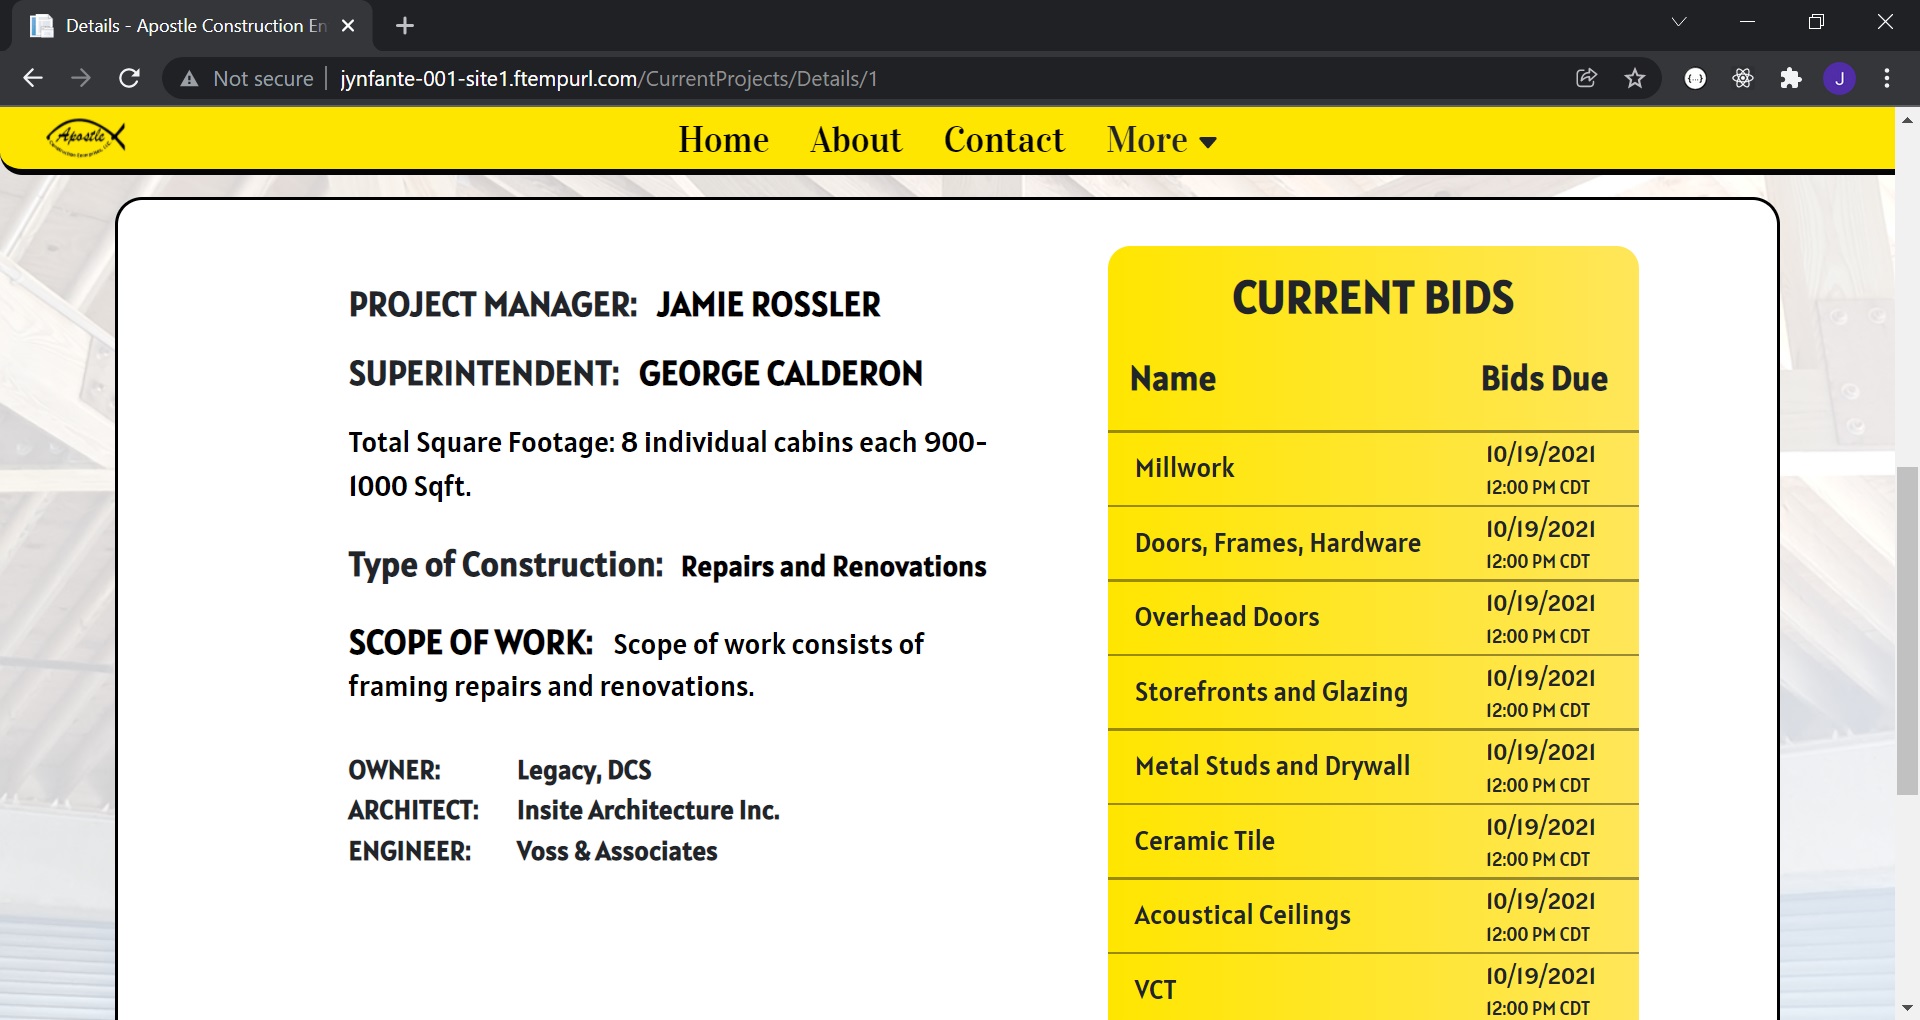 Details - Apostle Construction En
Not secure jynfante-001-site1.ftempurl.com/CurrentProjects/Details/1
J
Apostle
Home About Contact More
PROJECT MANAGER: JAMIE ROSSLER
SUPERINTENDENT: GEORGE CALDERON
Total Square Footage: 8 individual cabins each 900-
1000 Sqft.
Type of Construction: Repairs and Renovations
SCOPE OF WORK: Scope of work consists of
framing repairs and renovations.
OWNER: Legacy, DCS
ARCHITECT: Insite Architecture Inc.
ENGINEER: Voss & Associates
CURRENT BIDS
Name Bids Due
Millwork 10/19/2021
12:00 PM CDT
Doors, Frames, Hardware 10/19/2021
12:00 PM CDT
Overhead Doors 10/19/2021
12:00 PM CDT
Storefronts and Glazing 10/19/2021
12:00 PM CDT
Metal Studs and Drywall 10/19/2021
12:00 PM CDT
Ceramic Tile 10/19/2021
12:00 PM CDT
Acoustical Ceilings 10/19/2021
12:00 PM CDT
VCT 10/19/2021
12:00 PM CDT